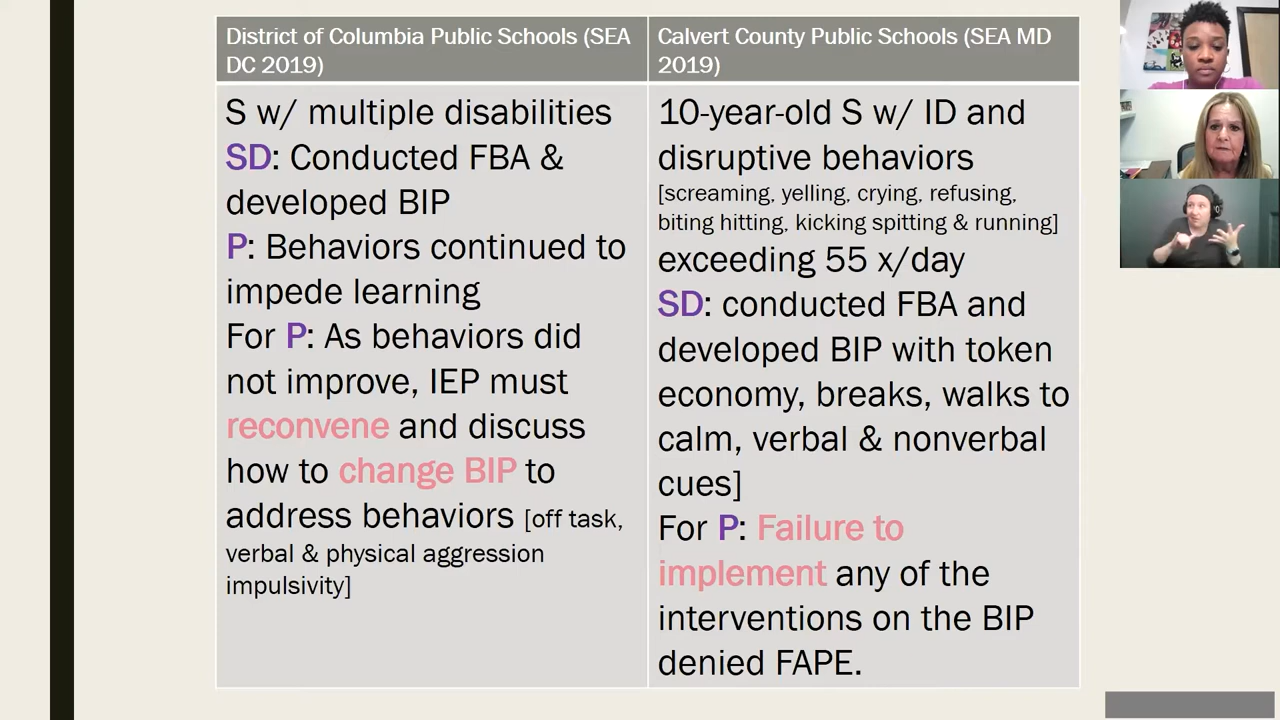 District of Columbia Public Schools (SEA
DC 2019)
S w/ multiple disabilities
SD: Conducted FBA &
developed BIP
P: Behaviors continued to
impede learning
For P: As behaviors did
not improve, IEP must
reconvene and discuss
how to change BIP to
address behaviors [off task,
verbal & physical aggression
impulsivity]
Calvert County Public Schools (SEA MD
2019)
10-year-old S w/ ID and
disruptive behaviors
[screaming, yelling, crying, refusing,
biting hitting, kicking spitting & running]
exceeding 55 x/day
SD: conducted FBA and
developed BIP with token
economy, breaks, walks to
calm, verbal & nonverbal
cues]
For P: Failure to
implement any of the
interventions on the BIP
denied FAPE.